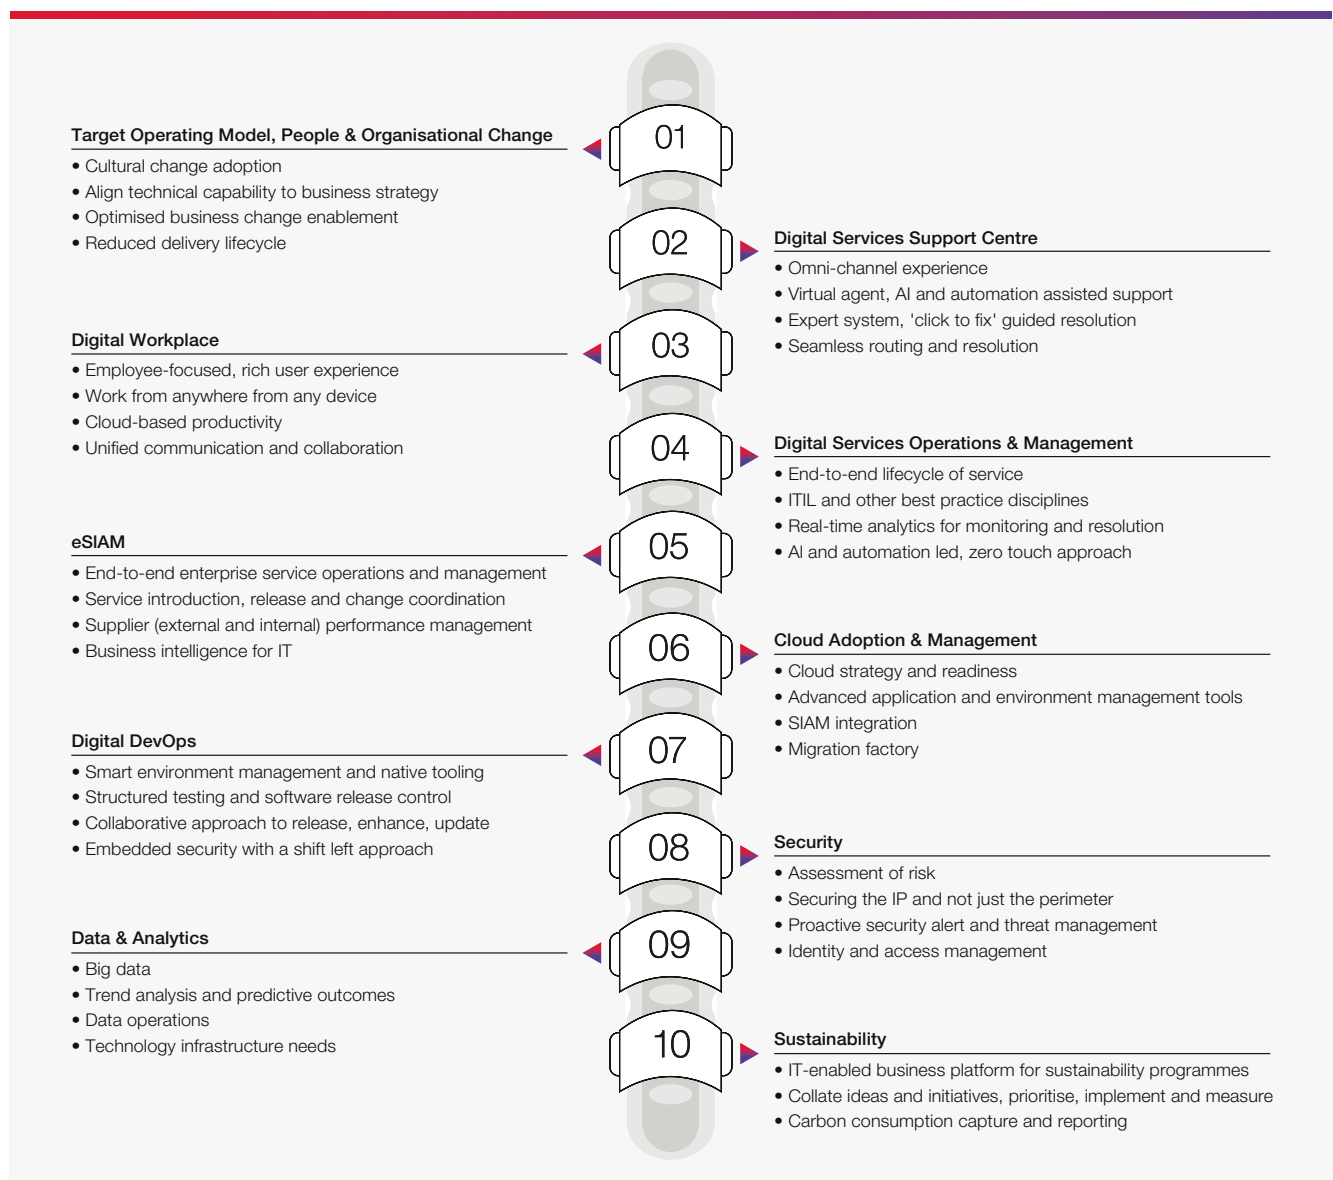 01
Target Operating Model, People & Organisational Change
• Cultural change adoption
• Align technical capability to business strategy
• Optimised business change enablement
• Reduced delivery lifecycle
02
Digital Services Support Centre
• Omni-channel experience
• Virtual agent, AI and automation assisted support
• Expert system, 'click to fix' guided resolution
• Seamless routing and resolution
03
Digital Workplace
• Employee-focused, rich user experience
• Work from anywhere from any device
• Cloud-based productivity
• Unified communication and collaboration
04
Digital Services Operations & Management
• End-to-end lifecycle of service
• ITIL and other best practice disciplines
• Real-time analytics for monitoring and resolution
• AI and automation led, zero touch approach
05
eSIAM
• End-to-end enterprise service operations and management
• Service introduction, release and change coordination
• Supplier (external and internal) performance management
• Business intelligence for IT
06
Cloud Adoption & Management
• Cloud strategy and readiness
• Advanced application and environment management tools
• SIAM integration
• Migration factory
07
Digital DevOps
• Smart environment management and native tooling
• Structured testing and software release control
• Collaborative approach to release, enhance, update
• Embedded security with a shift left approach
08
Security
• Assessment of risk
• Securing the IP and not just the perimeter
• Proactive security alert and threat management
• Identity and access management
09
Data & Analytics
• Big data
• Trend analysis and predictive outcomes
• Data operations
• Technology infrastructure needs
10
Sustainability
• IT-enabled business platform for sustainability programmes
• Collate ideas and initiatives, prioritise, implement and measure
• Carbon consumption capture and reporting